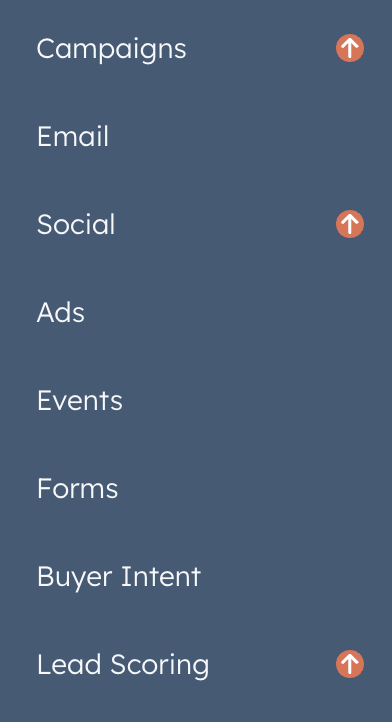 Campaigns
Email
Social
Ads
Events
Forms
Buyer Intent
Lead Scoring